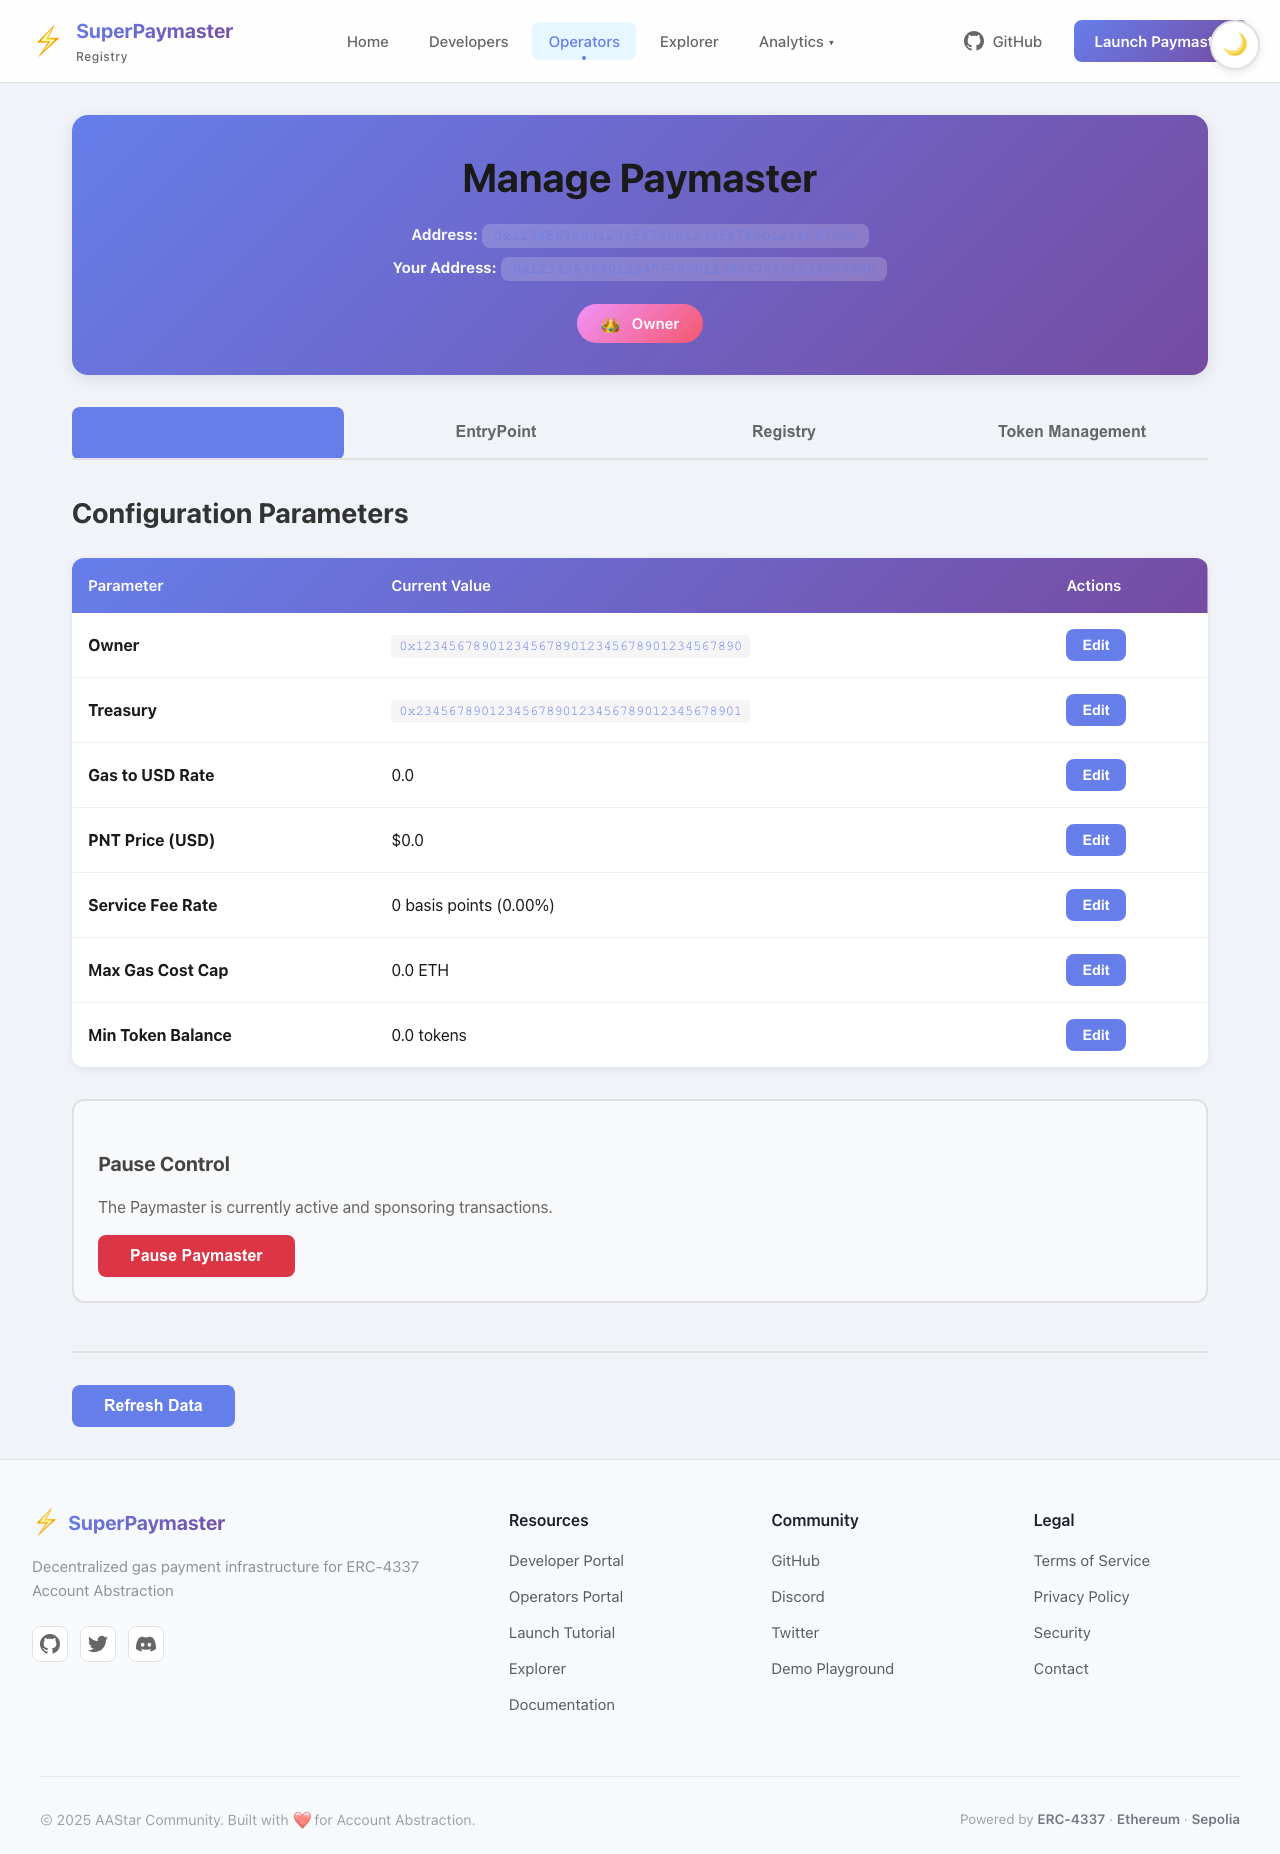 SuperPaymaster
Registry
Home
Developers
Operators
Explorer
Analytics ▾
GitHub
Launch Paymast
Manage Paymaster
Address: 0x1234567890123456789012345678901234567890
Your Address: 0x1234567890123456789012345678901234567890
Owner
EntryPoint
Registry
Token Management
Configuration Parameters
Parameter
Current Value
Actions
Owner
0x1234567890123456789012345678901234567890
Edit
Treasury
0x2345678901234567890123456789012345678901
Edit
Gas to USD Rate
0.0
Edit
PNT Price (USD)
$0.0
Edit
Service Fee Rate
0 basis points (0.00%)
Edit
Max Gas Cost Cap
0.0 ETH
Edit
Min Token Balance
0.0 tokens
Edit
Pause Control
The Paymaster is currently active and sponsoring transactions.
Pause Paymaster
Refresh Data
SuperPaymaster
Decentralized gas payment infrastructure for ERC-4337
Account Abstraction
Resources
Developer Portal
Operators Portal
Launch Tutorial
Explorer
Documentation
Community
GitHub
Discord
Twitter
Demo Playground
Legal
Terms of Service
Privacy Policy
Security
Contact
© 2025 AAStar Community. Built with ❤️ for Account Abstraction.
Powered by ERC-4337 · Ethereum · Sepolia